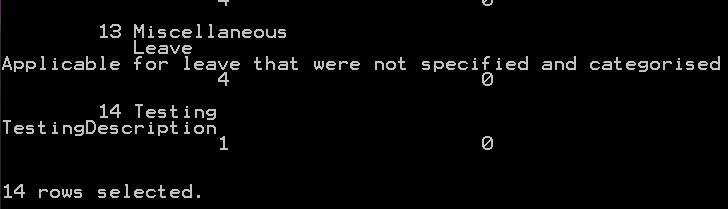 4 0
13 Miscellaneous
Leave
Applicable for leave that were not specified and categorised
4 0
14 Testing
TestingDescription
1 0
14 rows selected.